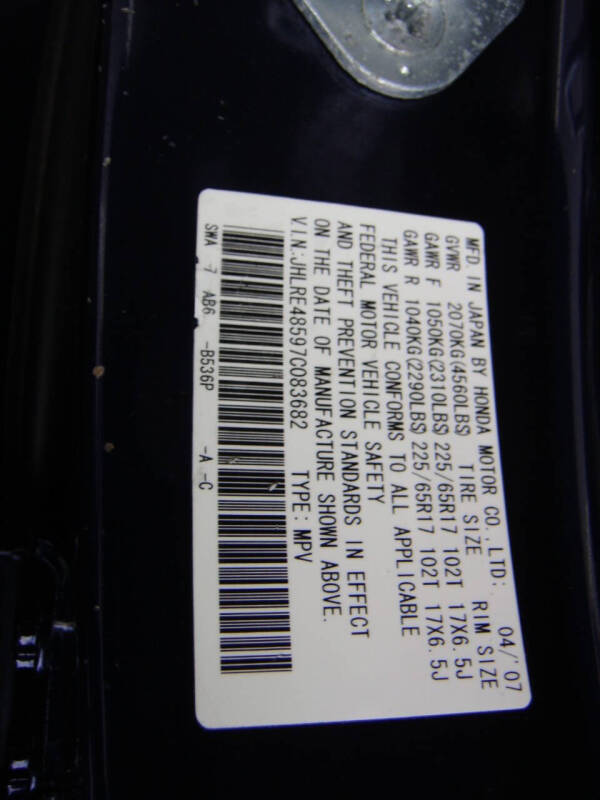 MFD. IN JAPAN BY HONDA MOTOR CO., LTD. 04/'07
GVWR 2070KG(4560LBS) TIRE SIZE RIM SIZE
GAWR F 1050KG(2310LBS) 225/65R17 102T 17X6.5J
GAWR R 1040KG(2290LBS) 225/65R17 102T 17X6.5J
THIS VEHICLE CONFORMS TO ALL APPLICABLE
FEDERAL MOTOR VEHICLE SAFETY
AND THEFT PREVENTION STANDARDS IN EFFECT
ON THE DATE OF MANUFACTURE SHOWN ABOVE.
V.I.N.:JHLRE48597C083682 TYPE: MPV
SWA 7 AB6 -B536P -A -C